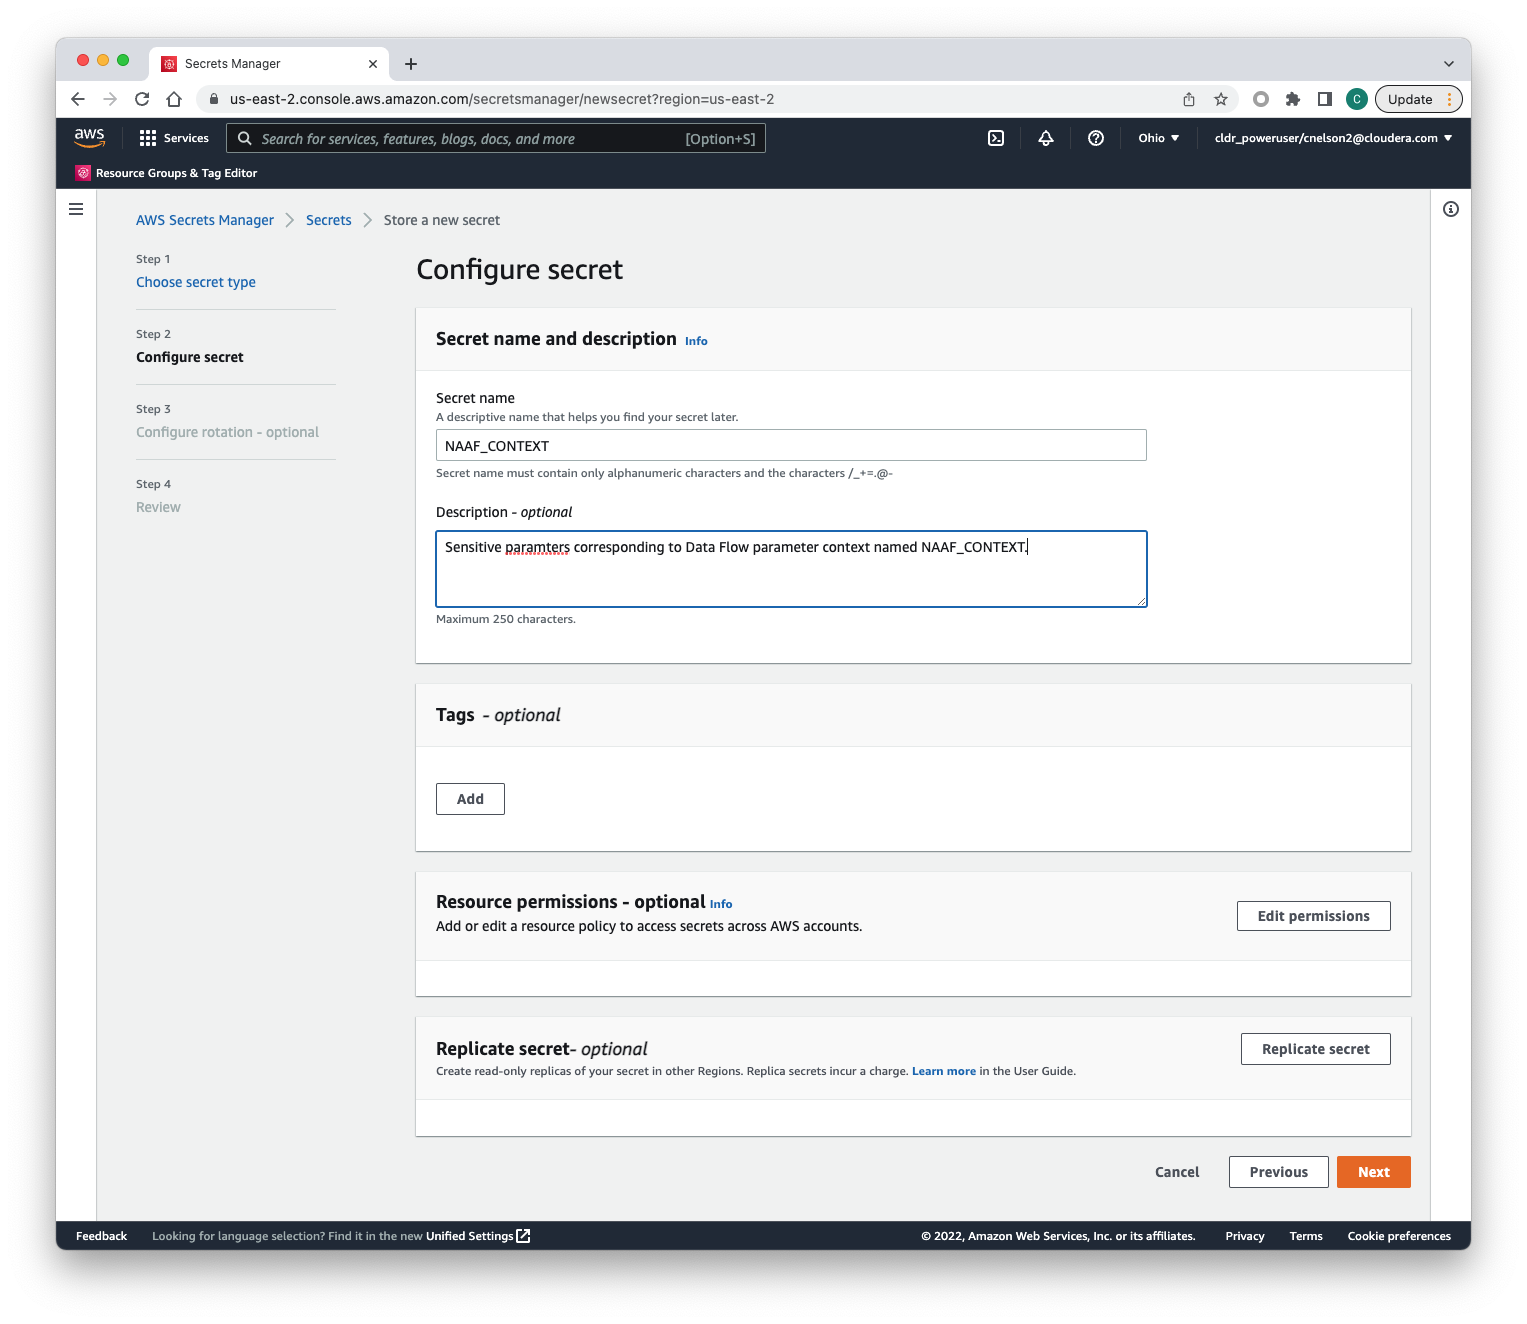 Secrets Manager
us-east-2.console.aws.amazon.com/secretsmanager/newsecret?region=us-east-2
C
Update
aws
Services
Search for services, features, blogs, docs, and more
[Option+S]
Ohio
cldr_poweruser/cnelson2@cloudera.com
Resource Groups & Tag Editor
AWS Secrets Manager
Secrets
Store a new secret
Step 1
Choose secret type
Step 2
Configure secret
Step 3
Configure rotation - optional
Step 4
Review
Configure secret
Secret name and description Info
Secret name
A descriptive name that helps you find your secret later.
NAAF_CONTEXT
Secret name must contain only alphanumeric characters and the characters /_+=.@-
Description - optional
Sensitive paramters corresponding to Data Flow parameter context named NAAF_CONTEXT.
Maximum 250 characters.
Tags - optional
Add
Resource permissions - optional Info
Add or edit a resource policy to access secrets across AWS accounts.
Edit permissions
Replicate secret- optional
Create read-only replicas of your secret in other Regions. Replica secrets incur a charge. Learn more in the User Guide.
Replicate secret
Cancel
Previous
Next
Feedback
Looking for language selection? Find it in the new Unified Settings
© 2022, Amazon Web Services, Inc. or its affiliates.
Privacy
Terms
Cookie preferences